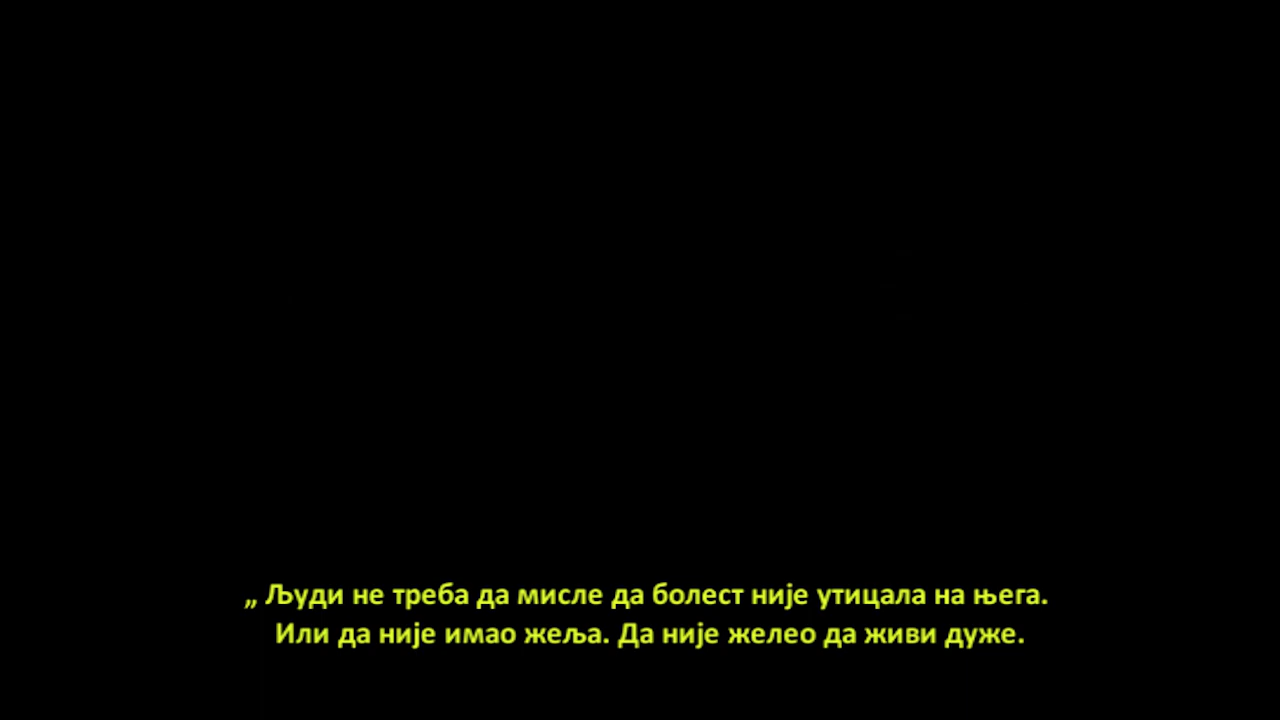 „ Људи не треба да мисле да болест није утицала на њега.
Или да није имао жеља. Да није желео да живи дуже.